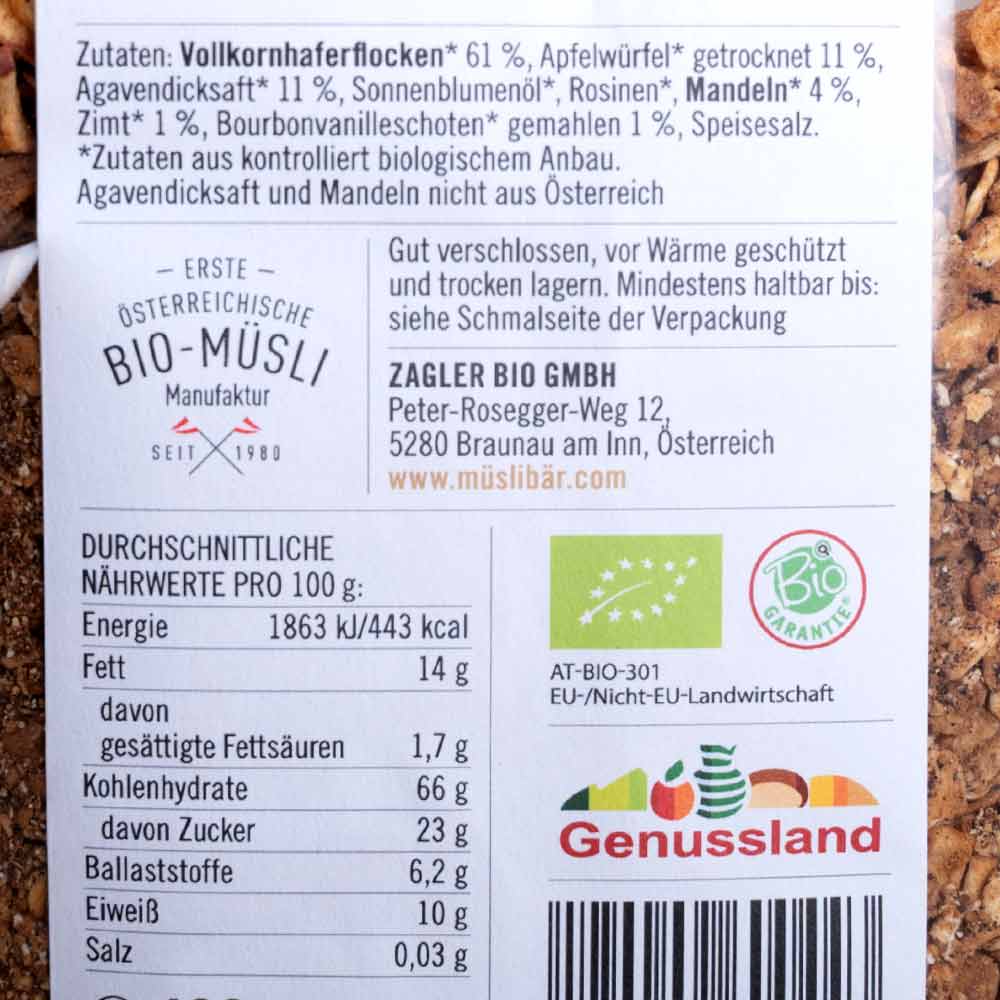 Zutaten: Vollkornhaferflocken* 61 %, Apfelwürfel* getrocknet 11 %,
Agavendicksaft* 11 %, Sonnenblumenöl*, Rosinen*, Mandeln* 4 %,
Zimt* 1 %, Bourbonvanilleschoten* gemahlen 1 %, Speisesalz.
*Zutaten aus kontrolliert biologischem Anbau.
Agavendicksaft und Mandeln nicht aus Österreich
– ERSTE –
ÖSTERREICHISCHE
BIO-MÜSLI
Manufaktur
SEIT 1980
Gut verschlossen, vor Wärme geschützt
und trocken lagern. Mindestens haltbar bis:
siehe Schmalseite der Verpackung
ZAGLER BIO GMBH
Peter-Rosegger-Weg 12,
5280 Braunau am Inn, Österreich
www.müslibär.com
DURCHSCHNITTLICHE
NÄHRWERTE PRO 100 g:
Energie 1863 kJ/443 kcal
Fett 14 g
davon
gesättigte Fettsäuren 1,7 g
Kohlenhydrate 66 g
davon Zucker 23 g
Ballaststoffe 6,2 g
Eiweiß 10 g
Salz 0,03 g
Bio
GARANTIE
AT-BIO-301
EU-/Nicht-EU-Landwirtschaft
Genussland